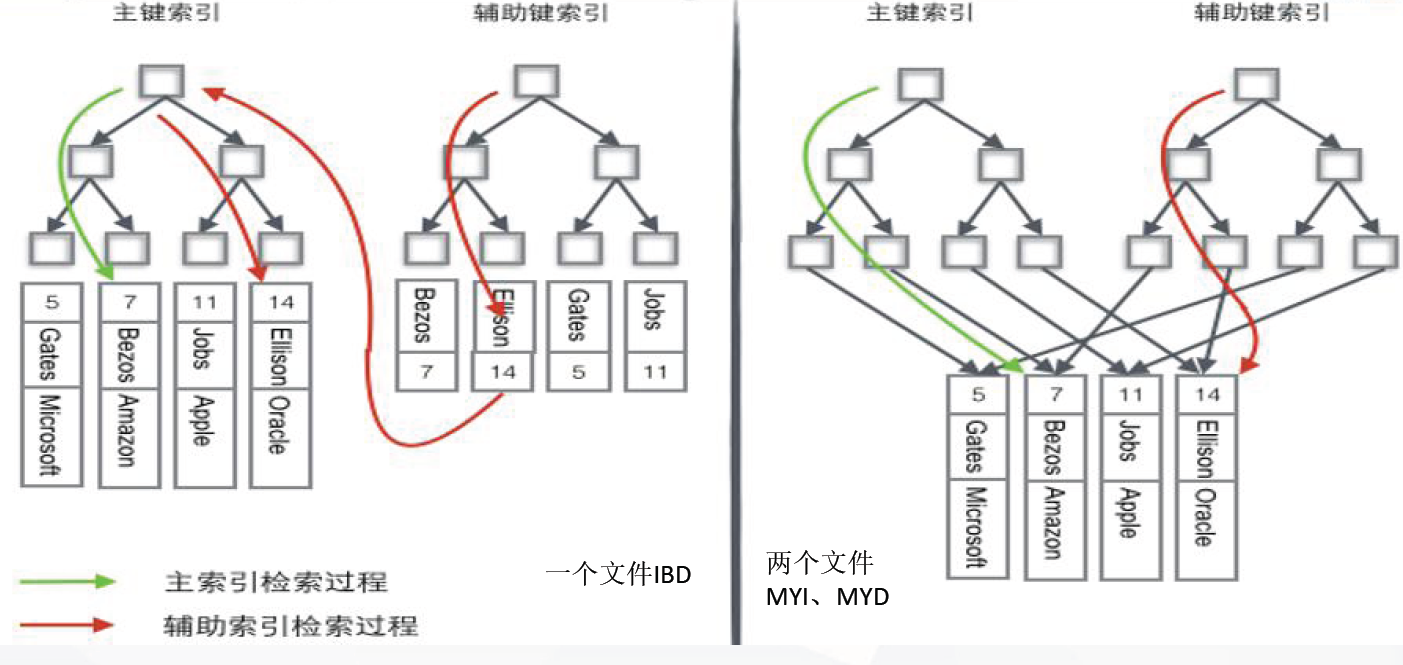 主键索引
辅助键索引
5
Gates
Microsoft
7
Bezos
Amazon
11
Jobs
Apple
14
Ellison
Oracle
Bezos
7
Ellison
14
Gates
5
Jobs
11
主索引检索过程
辅助索引检索过程
一个文件IBD
主键索引
辅助键索引
5
Gates
Microsoft
7
Bezos
Amazon
11
Jobs
Apple
14
Ellison
Oracle
两个文件
MYI、MYD